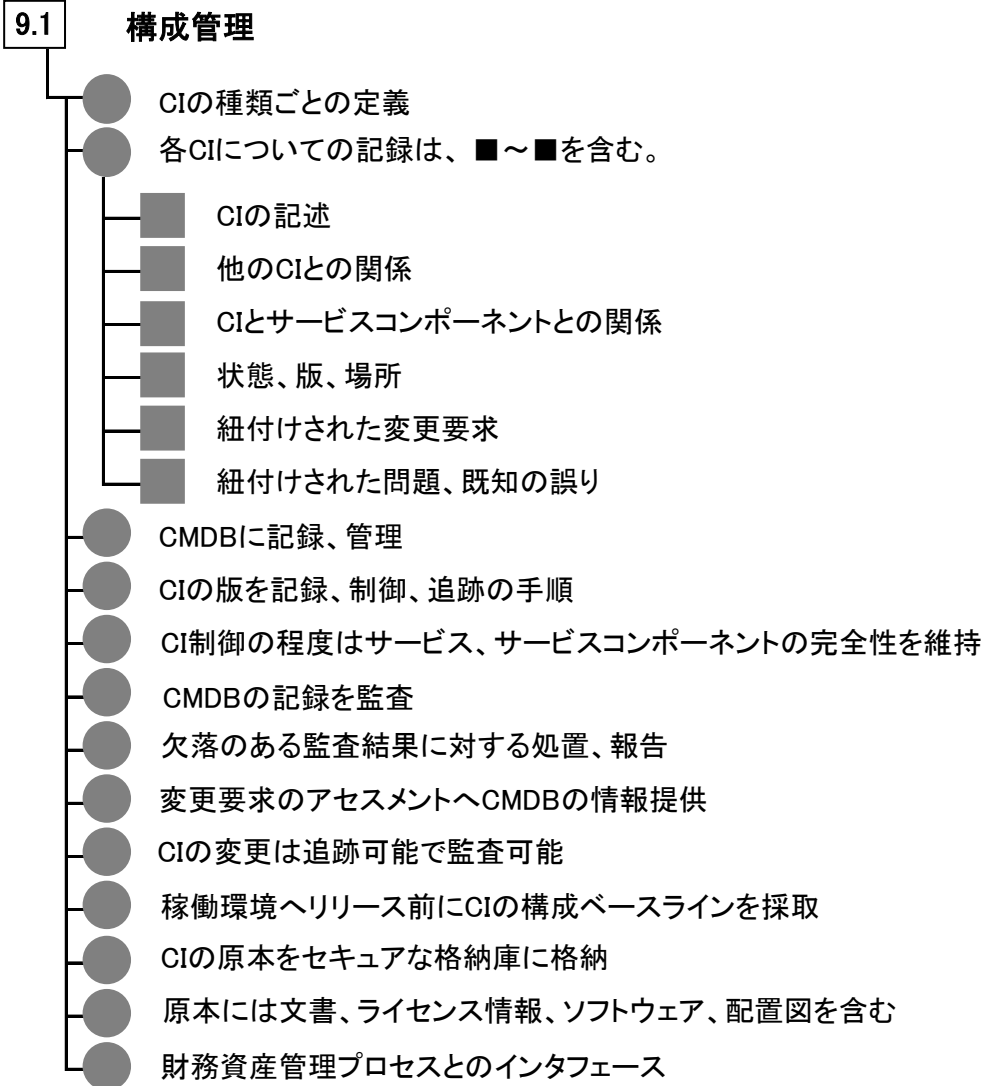 9.1 構成管理
CIの種類ごとの定義
各CIについての記録は、■～■を含む。
CIの記述
他のCIとの関係
CIとサービスコンポーネントとの関係
状態、版、場所
紐付けされた変更要求
紐付けされた問題、既知の誤り
CMDBに記録、管理
CIの版を記録、制御、追跡の手順
CI制御の程度はサービス、サービスコンポーネントの完全性を維持
CMDBの記録を監査
欠落のある監査結果に対する処置、報告
変更要求のアセスメントへCMDBの情報提供
CIの変更は追跡可能で監査可能
稼働環境へリリース前にCIの構成ベースラインを採取
CIの原本をセキュアな格納庫に格納
原本には文書、ライセンス情報、ソフトウェア、配置図を含む
財務資産管理プロセスとのインタフェース